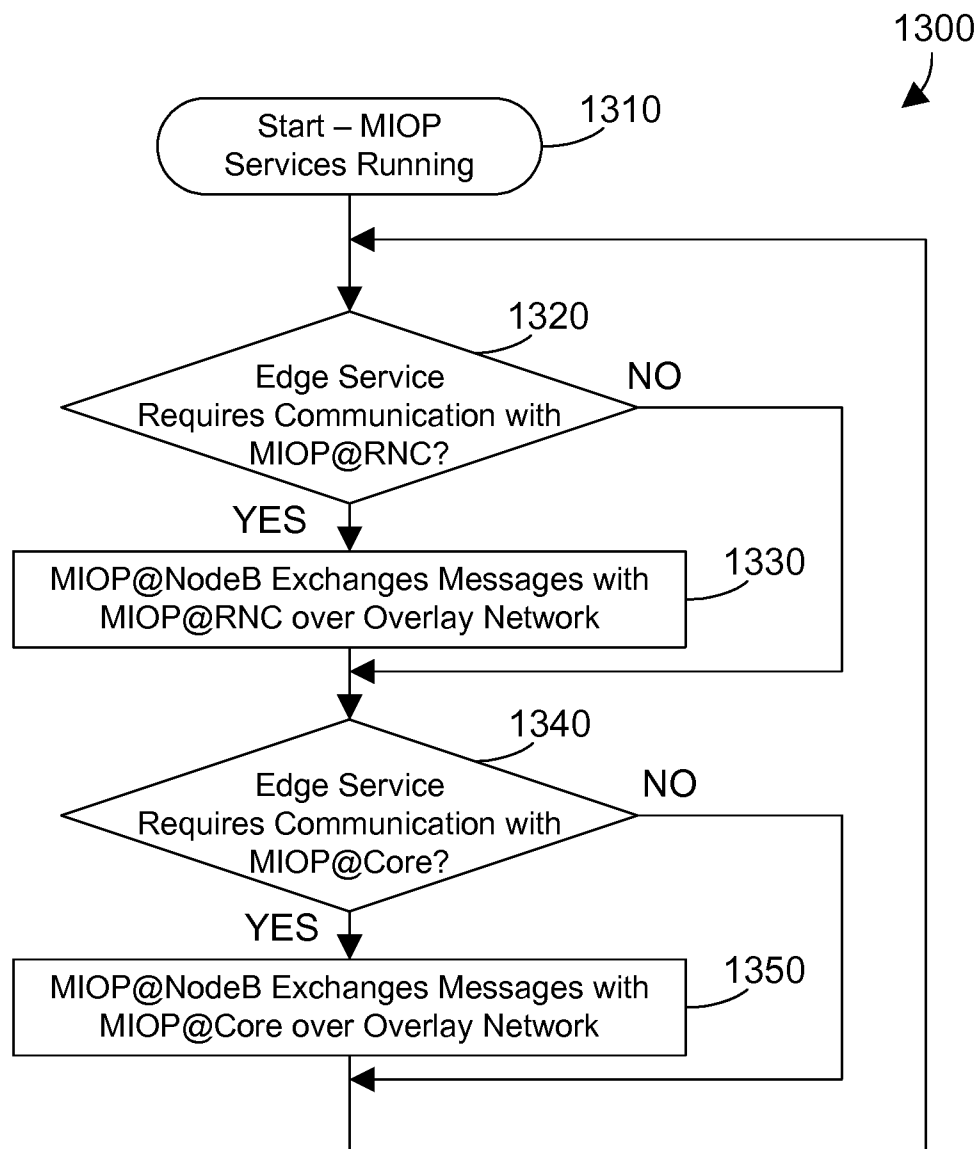 1300
Start – MIOP
Services Running
1310
1320
Edge Service
Requires Communication with
MIOP@RNC?
NO
YES
MIOP@NodeB Exchanges Messages with
MIOP@RNC over Overlay Network
1330
1340
Edge Service
Requires Communication with
MIOP@Core?
NO
YES
MIOP@NodeB Exchanges Messages with
MIOP@Core over Overlay Network
1350